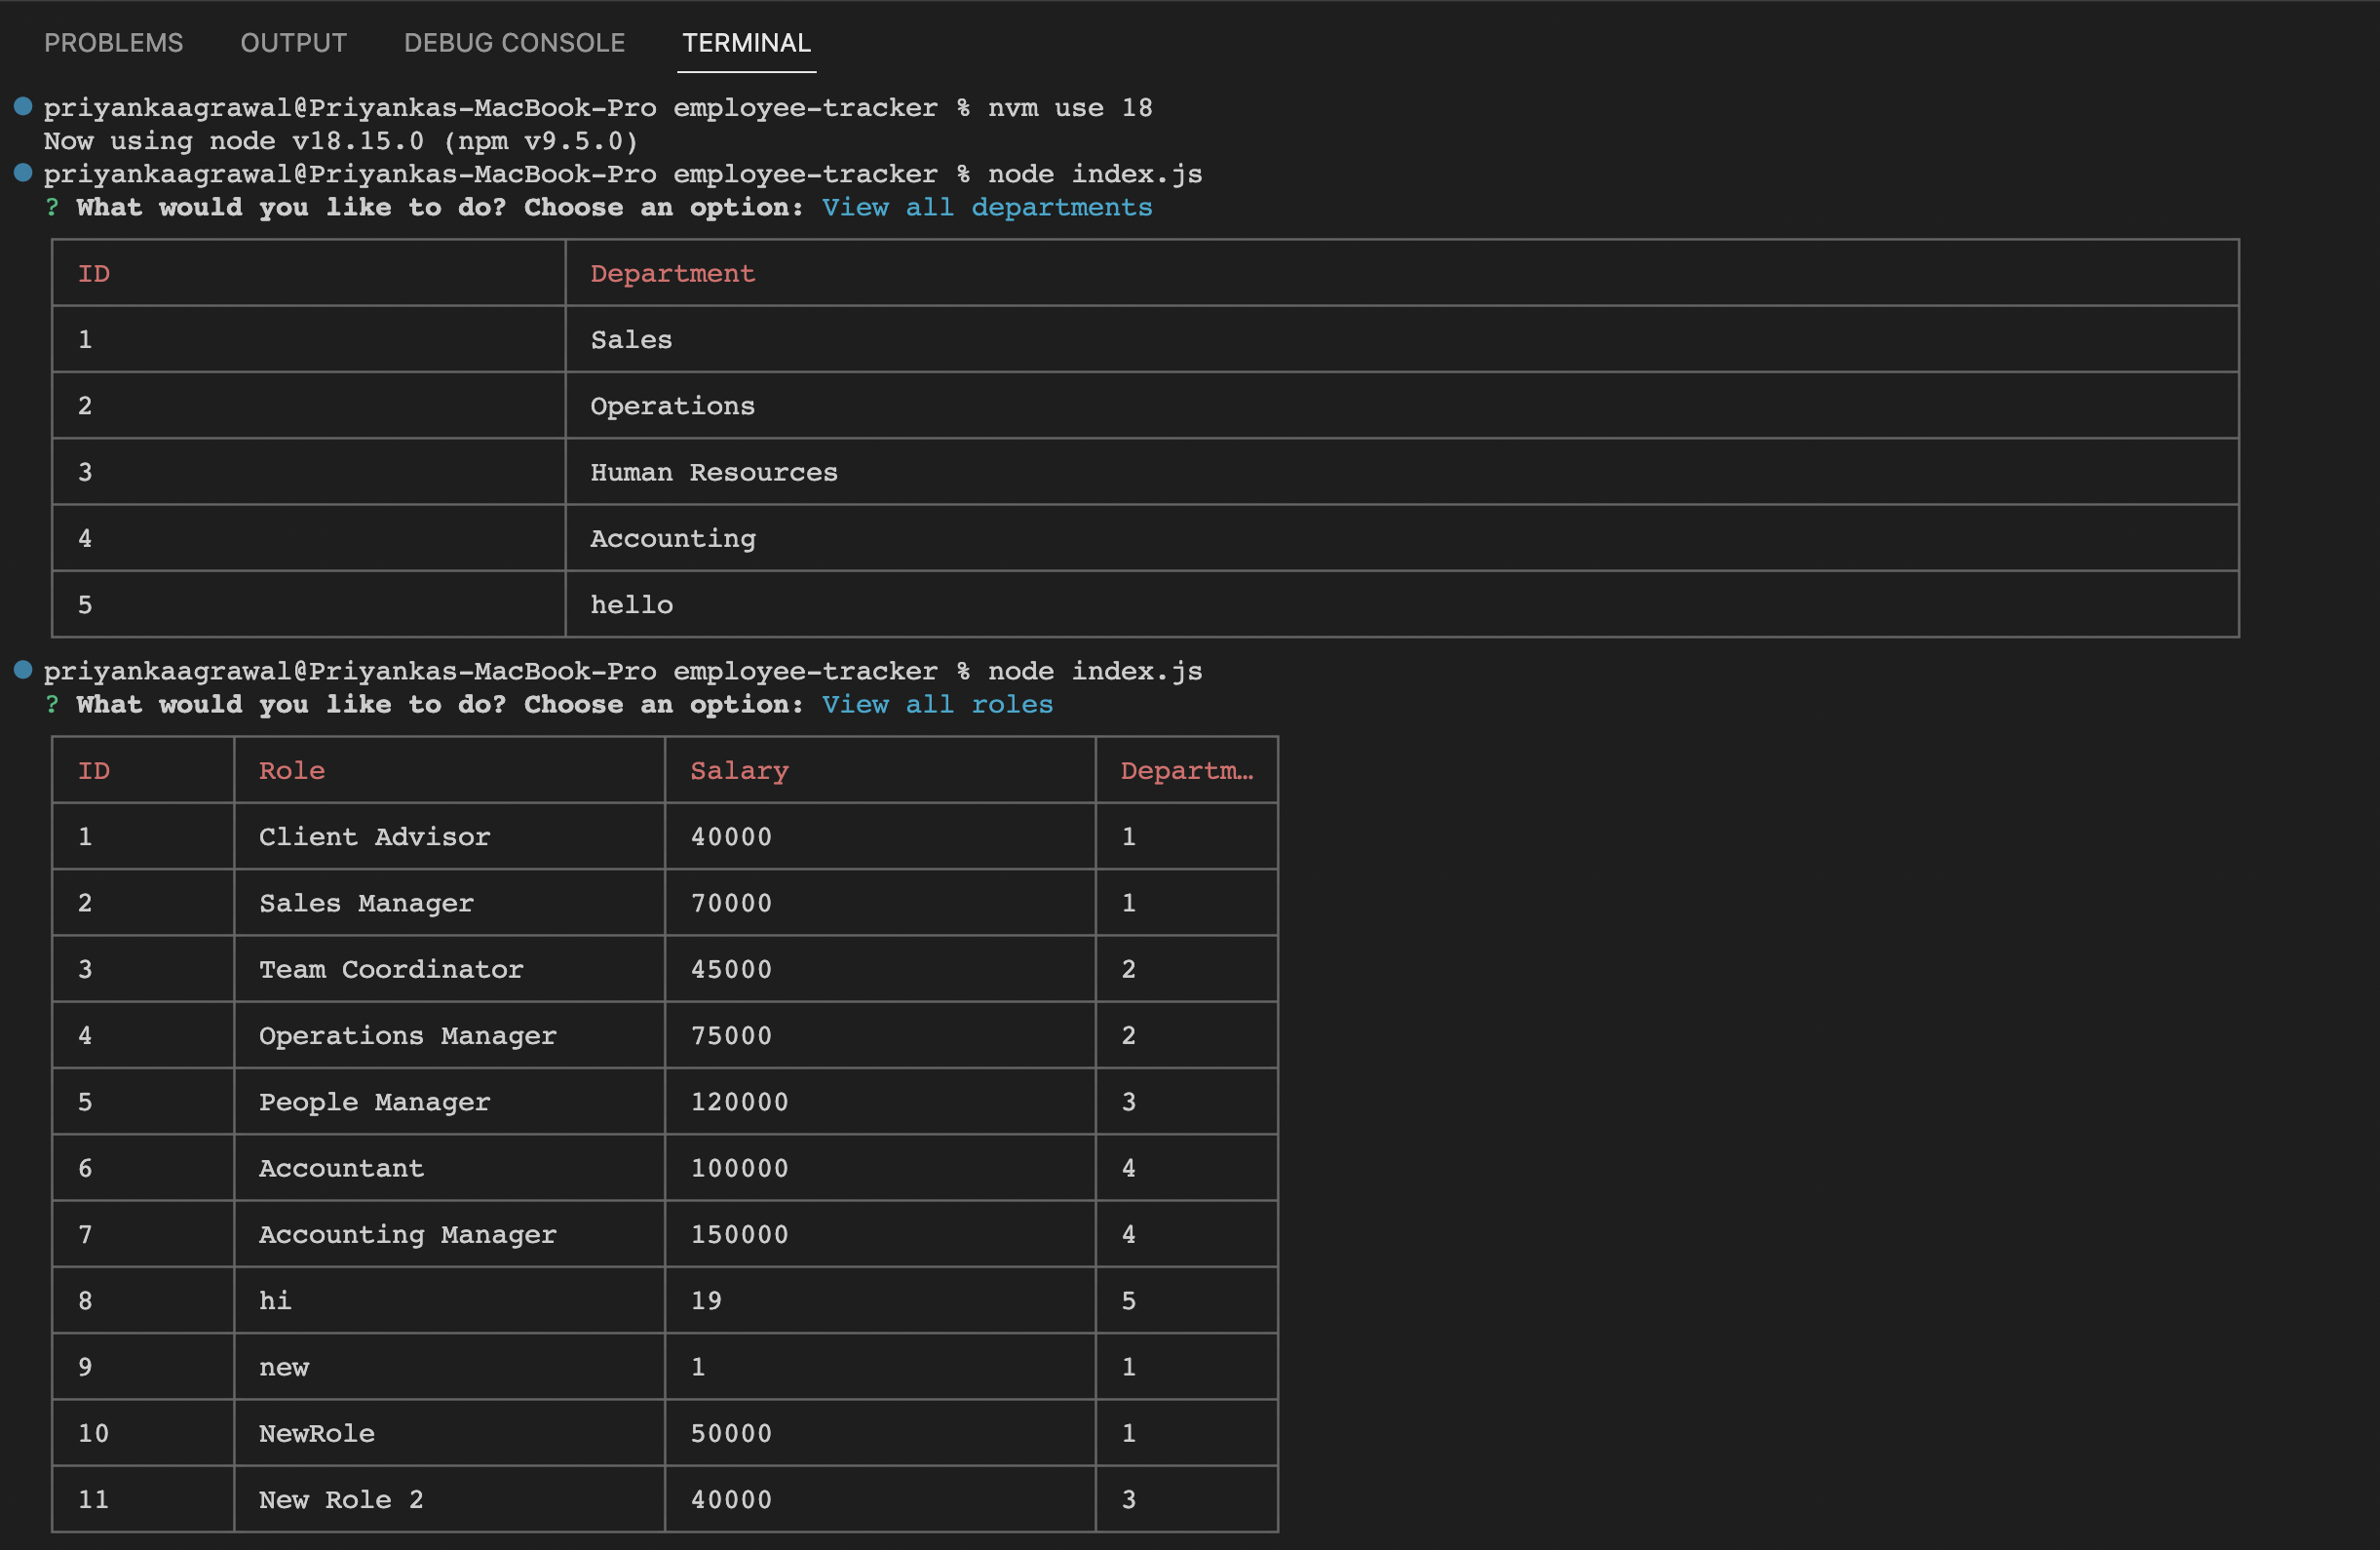 PROBLEMS OUTPUT DEBUG CONSOLE TERMINAL
priyankaagrawal@Priyankas-MacBook-Pro employee-tracker % nvm use 18
Now using node v18.15.0 (npm v9.5.0)
priyankaagrawal@Priyankas-MacBook-Pro employee-tracker % node index.js
? What would you like to do? Choose an option: View all departments
ID Department
1 Sales
2 Operations
3 Human Resources
4 Accounting
5 hello
priyankaagrawal@Priyankas-MacBook-Pro employee-tracker % node index.js
? What would you like to do? Choose an option: View all roles
ID Role Salary Departm…
1 Client Advisor 40000 1
2 Sales Manager 70000 1
3 Team Coordinator 45000 2
4 Operations Manager 75000 2
5 People Manager 120000 3
6 Accountant 100000 4
7 Accounting Manager 150000 4
8 hi 19 5
9 new 1 1
10 NewRole 50000 1
11 New Role 2 40000 3